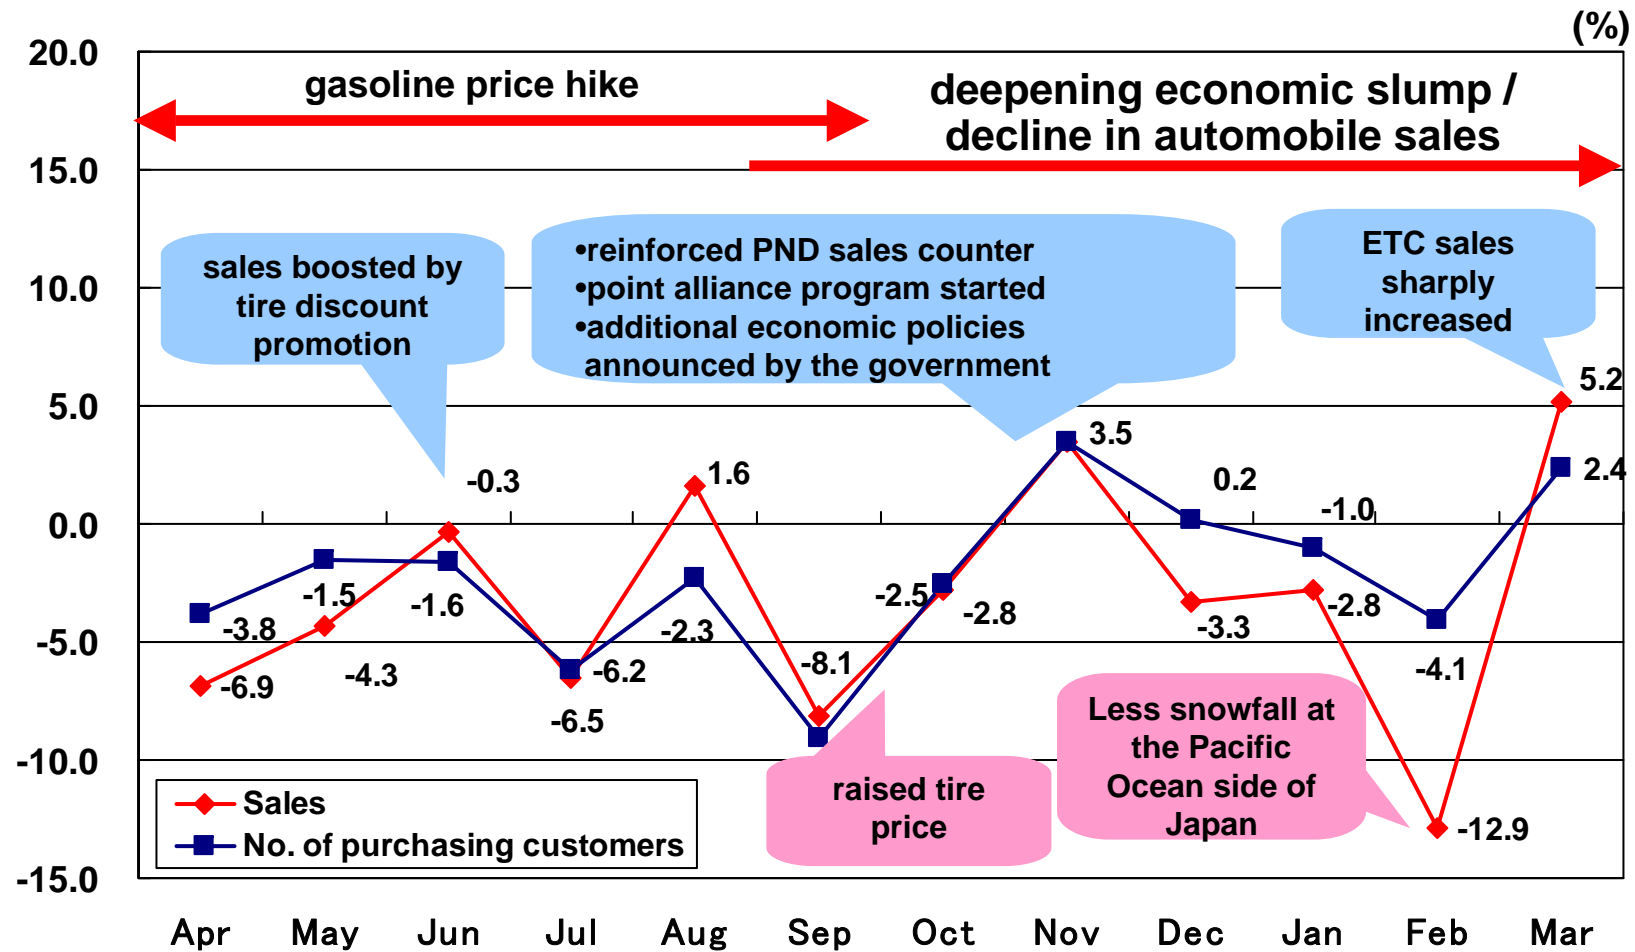 (%)
20.0
gasoline price hike
deepening economic slump /
decline in automobile sales
15.0
sales boosted by
tire discount
promotion
•reinforced PND sales counter
•point alliance program started
•additional economic policies
announced by the government
ETC sales
sharply
increased
10.0
5.0
0.0
-5.0
-10.0
-15.0
5.2
3.5
2.4
1.6
-0.3
0.2
-1.0
-3.8
-1.5
-1.6
-6.9
-4.3
-6.2
-6.5
-2.3
-8.1
-2.5
-2.8
-3.3
-2.8
-4.1
-12.9
raised tire
price
Less snowfall at
the Pacific
Ocean side of
Japan
Sales
No. of purchasing customers
Apr May Jun Jul Aug Sep Oct Nov Dec Jan Feb Mar